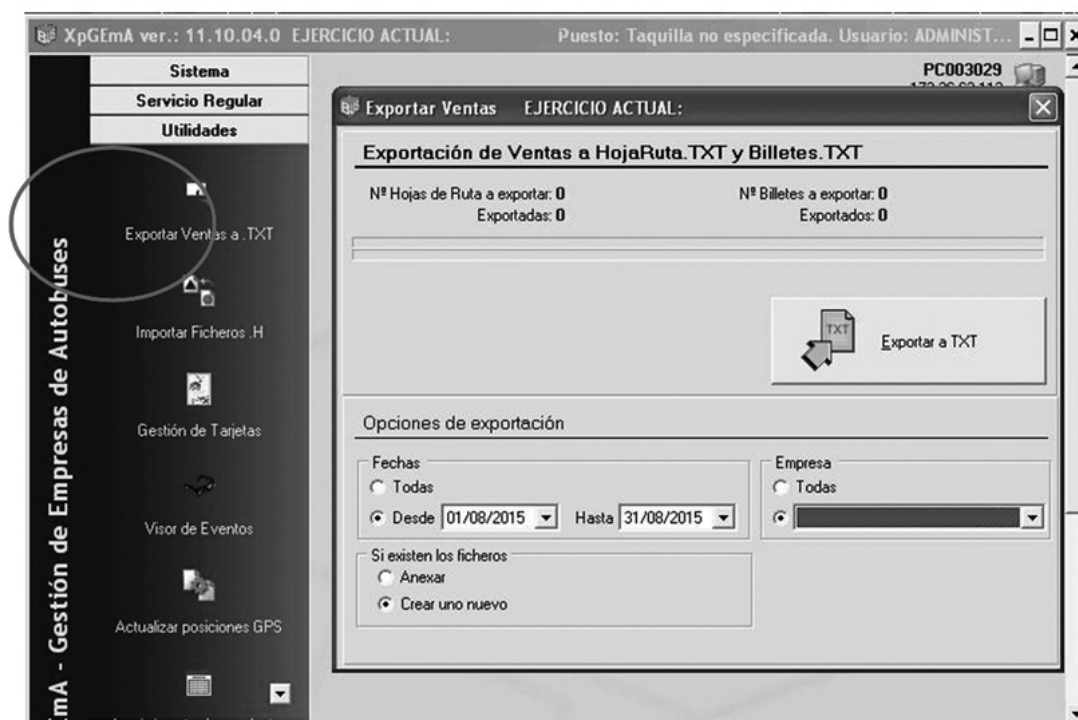 XpGEmA ver.: 11.10.04.0 EJERCICIO ACTUAL: Puesto: Taquilla no especificada. Usuario: ADMINIST...
Sistema
Servicio Regular
Utilidades
Exportar Ventas a .TXT
Importar Ficheros .H
Gestión de Tarjetas
Visor de Eventos
Actualizar posiciones GPS
EmA - Gestión de Empresas de Autobuses
PC003029
Exportar Ventas EJERCICIO ACTUAL:
Exportación de Ventas a HojaRuta.TXT y Billetes.TXT
Nº Hojas de Ruta a exportar: 0
Exportadas: 0
Nº Billetes a exportar: 0
Exportados: 0
TXT
Exportar a TXT
Opciones de exportación
Fechas
Todas
Desde 01/08/2015 Hasta 31/08/2015
Empresa
Todas
Si existen los ficheros
Anexar
Crear uno nuevo